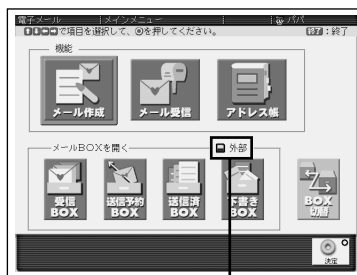 電子メール メインメニュー パパ
で項目を選択して、◎を押してください。 終了:終了
機能
メール作成 メール受信 アドレス帳
メールBOXを開く 外部
受信BOX 送信予約BOX 送信済BOX 下書きBOX BOX切替
決定